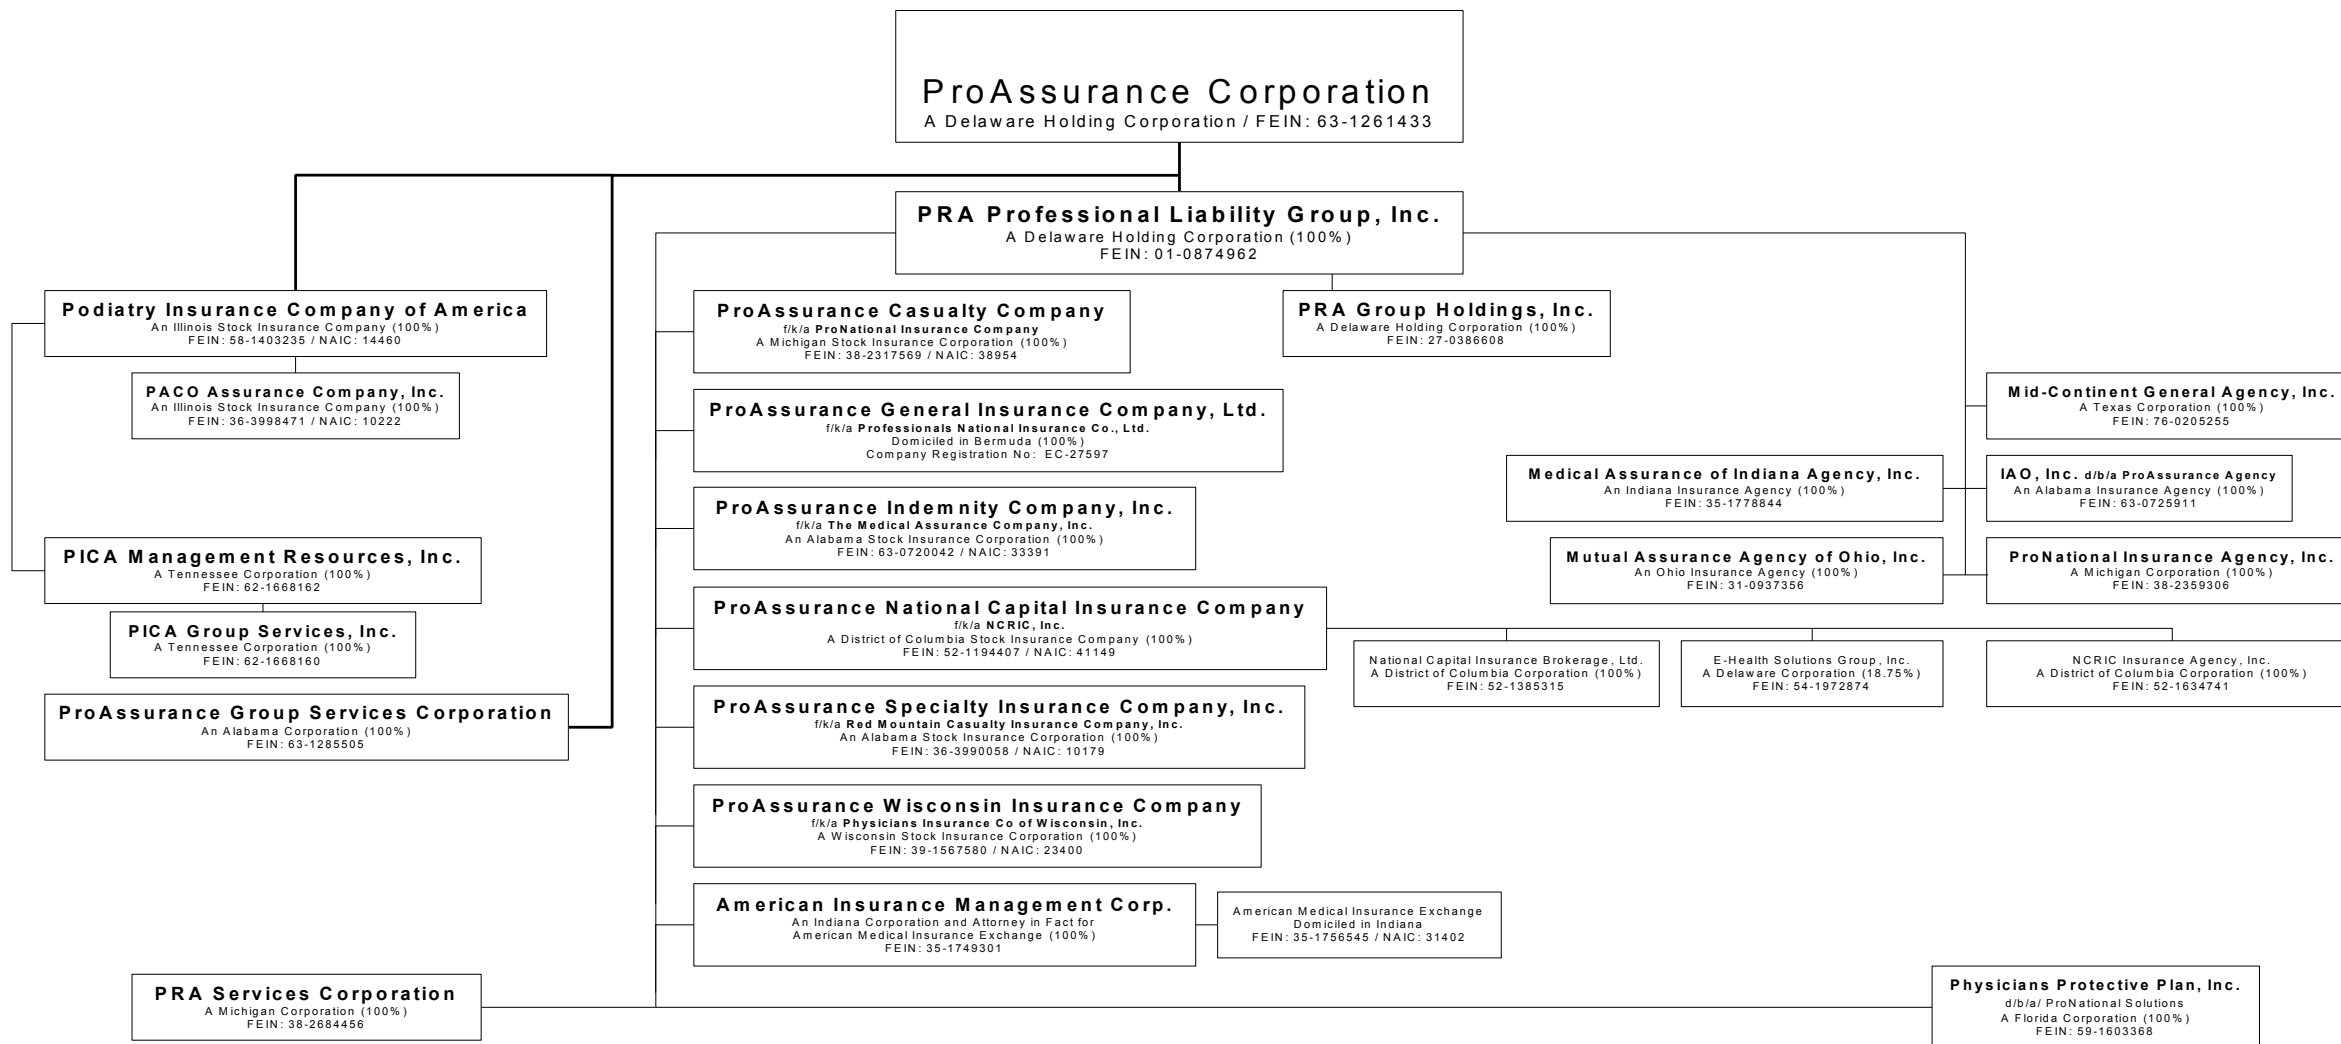 ProAssurance Corporation
A Delaware Holding Corporation / FEIN: 63-1261433
PRA Professional Liability Group, Inc.
A Delaware Holding Corporation (100%)
FEIN: 01-0874962
Podiatry Insurance Company of America
An Illinois Stock Insurance Company (100%)
FEIN: 58-1403235 / NAIC: 14460
PACO Assurance Company, Inc.
An Illinois Stock Insurance Company (100%)
FEIN: 36-3998471 / NAIC: 10222
PICA Management Resources, Inc.
A Tennessee Corporation (100%)
FEIN: 62-1668162
PICA Group Services, Inc.
A Tennessee Corporation (100%)
FEIN: 62-1668160
ProAssurance Group Services Corporation
An Alabama Corporation (100%)
FEIN: 63-1285505
ProAssurance Casualty Company
f/k/a ProNational Insurance Company
A Michigan Stock Insurance Corporation (100%)
FEIN: 38-2317569 / NAIC: 38954
PRA Group Holdings, Inc.
A Delaware Holding Corporation (100%)
FEIN: 27-0386608
ProAssurance General Insurance Company, Ltd.
f/k/a Professionals National Insurance Co., Ltd.
Domiciled in Bermuda (100%)
Company Registration No: EC-27597
ProAssurance Indemnity Company, Inc.
f/k/a The Medical Assurance Company, Inc.
An Alabama Stock Insurance Corporation (100%)
FEIN: 63-0720042 / NAIC: 33391
Mid-Continent General Agency, Inc.
A Texas Corporation (100%)
FEIN: 76-0205255
Medical Assurance of Indiana Agency, Inc.
An Indiana Insurance Agency (100%)
FEIN: 35-1778844
IAO, Inc. d/b/a ProAssurance Agency
An Alabama Insurance Agency (100%)
FEIN: 63-0725911
Mutual Assurance Agency of Ohio, Inc.
An Ohio Insurance Agency (100%)
FEIN: 31-0937356
ProNational Insurance Agency, Inc.
A Michigan Corporation (100%)
FEIN: 38-2359306
ProAssurance National Capital Insurance Company
f/k/a NCRIC, Inc.
A District of Columbia Stock Insurance Company (100%)
FEIN: 52-1194407 / NAIC: 41149
National Capital Insurance Brokerage, Ltd.
A District of Columbia Corporation (100%)
FEIN: 52-1385315
E-Health Solutions Group, Inc.
A Delaware Corporation (18.75%)
FEIN: 54-1972874
NCRIC Insurance Agency, Inc.
A District of Columbia Corporation (100%)
FEIN: 52-1634741
ProAssurance Specialty Insurance Company, Inc.
f/k/a Red Mountain Casualty Insurance Company, Inc.
An Alabama Stock Insurance Corporation (100%)
FEIN: 36-3990058 / NAIC: 10179
ProAssurance Wisconsin Insurance Company
f/k/a Physicians Insurance Co of Wisconsin, Inc.
A Wisconsin Stock Insurance Corporation (100%)
FEIN: 39-1567580 / NAIC: 23400
American Insurance Management Corp.
An Indiana Corporation and Attorney in Fact for
American Medical Insurance Exchange (100%)
FEIN: 35-1749301
American Medical Insurance Exchange
Domiciled in Indiana
FEIN: 35-1756545 / NAIC: 31402
PRA Services Corporation
A Michigan Corporation (100%)
FEIN: 38-2684456
Physicians Protective Plan, Inc.
d/b/a/ ProNational Solutions
A Florida Corporation (100%)
FEIN: 59-1603368